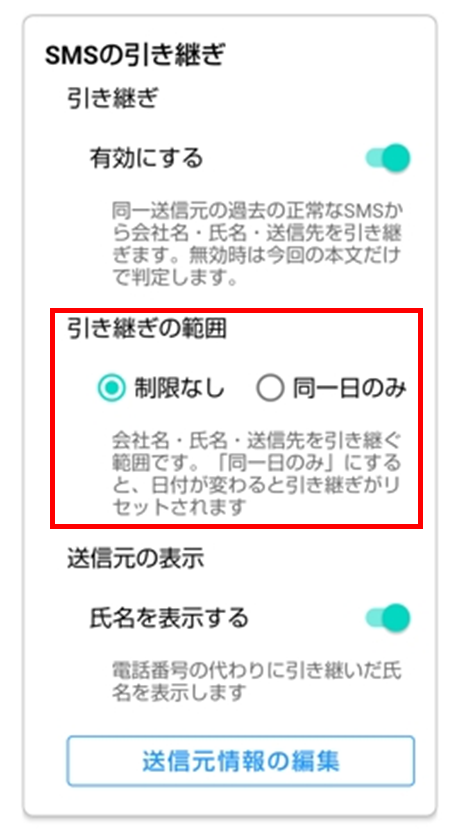 SMSの引き継ぎ
引き継ぎ
有効にする
同一送信元の過去の正常なSMSか
ら会社名・氏名・送信先を引き継
ぎます。無効時は今回の本文だけ
で判定します。
引き継ぎの範囲
制限なし 同一日のみ
会社名・氏名・送信先を引き継ぐ
範囲です。「同一日のみ」にする
と、日付が変わると引き継ぎがリ
セットされます
送信元の表示
氏名を表示する
電話番号の代わりに引き継いだ氏
名を表示します
送信元情報の編集